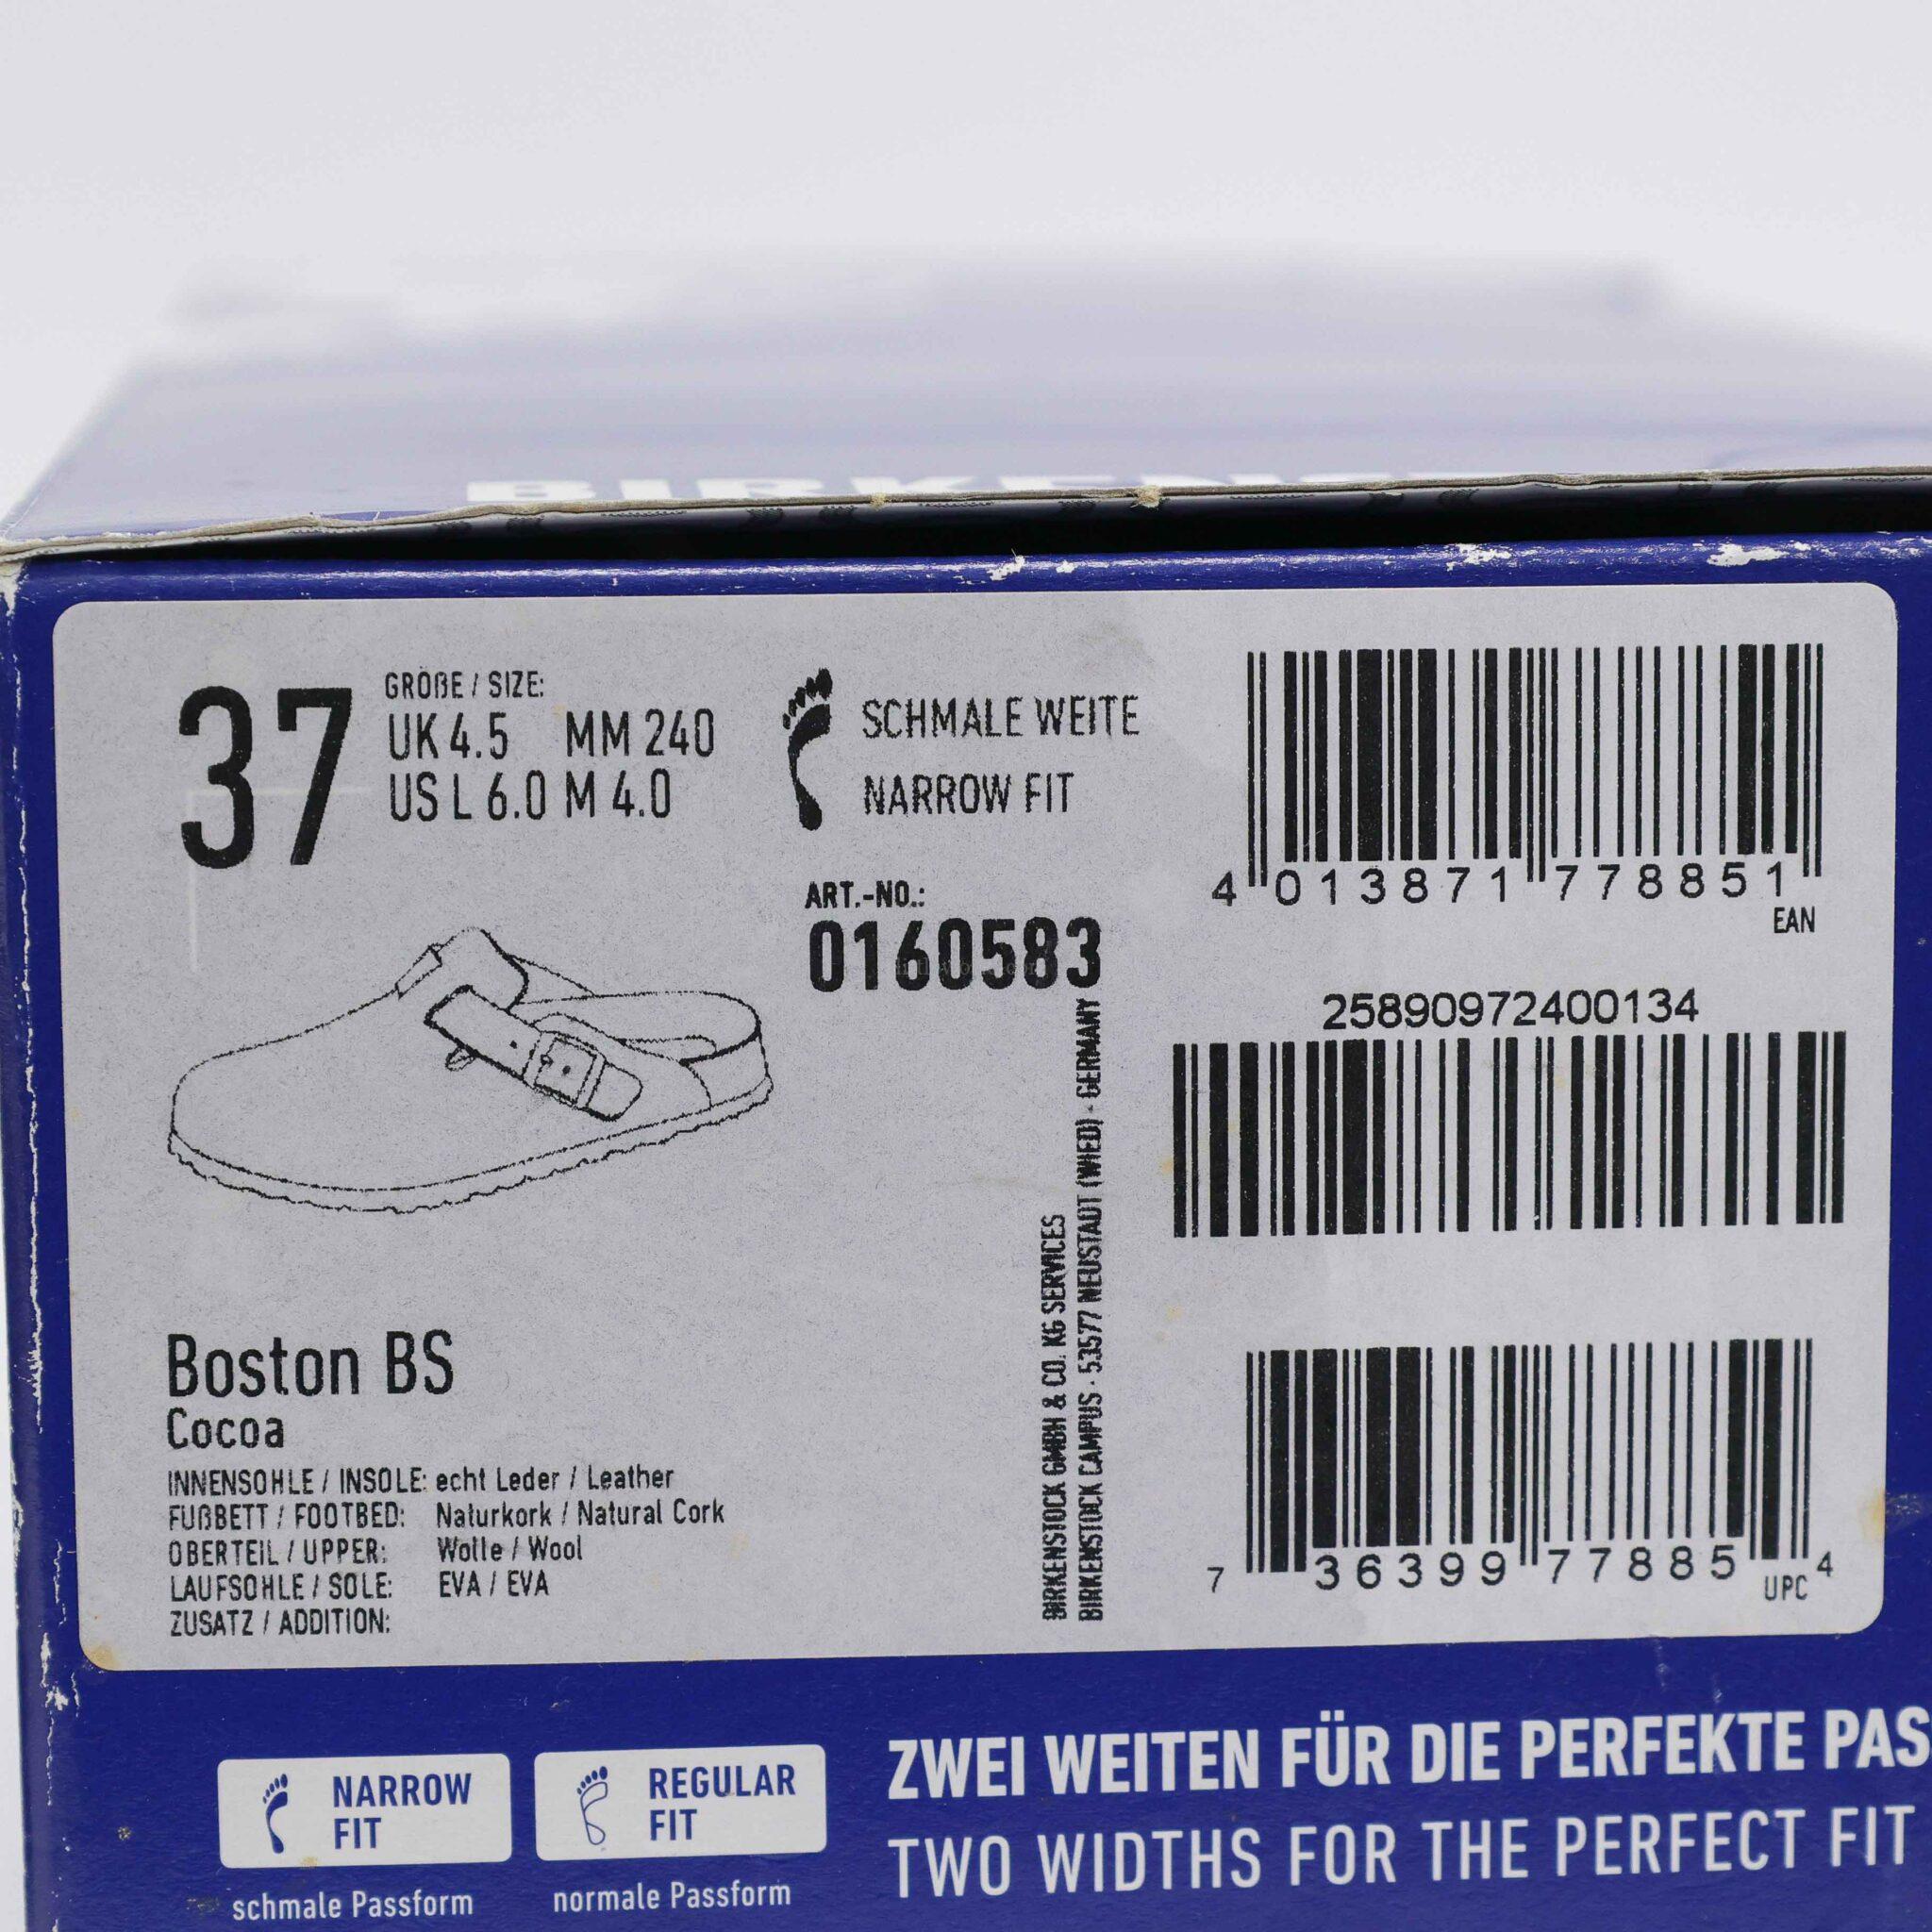 37
GRÖßE / SIZE:
UK 4.5 MM 240
US L 6.0 M 4.0
SCHMALE WEITE
NARROW FIT
ART.-NO.:
0160583
4 013871 778851
EAN
25890972400134
7 36399 77885 4
UPC
BIRKENSTOCK GMBH & CO. KG SERVICES
BIRKENSTOCK CAMPUS · 53577 NEUSTADT (WIED) · GERMANY
Boston BS
Cocoa
INNENSOHLE / INSOLE: echt Leder / Leather
FUßBETT / FOOTBED: Naturkork / Natural Cork
OBERTEIL / UPPER: Wolle / Wool
LAUFSOHLE / SOLE: EVA / EVA
ZUSATZ / ADDITION:
NARROW
FIT
schmale Passform
REGULAR
FIT
normale Passform
ZWEI WEITEN FÜR DIE PERFEKTE PAS
TWO WIDTHS FOR THE PERFECT FIT